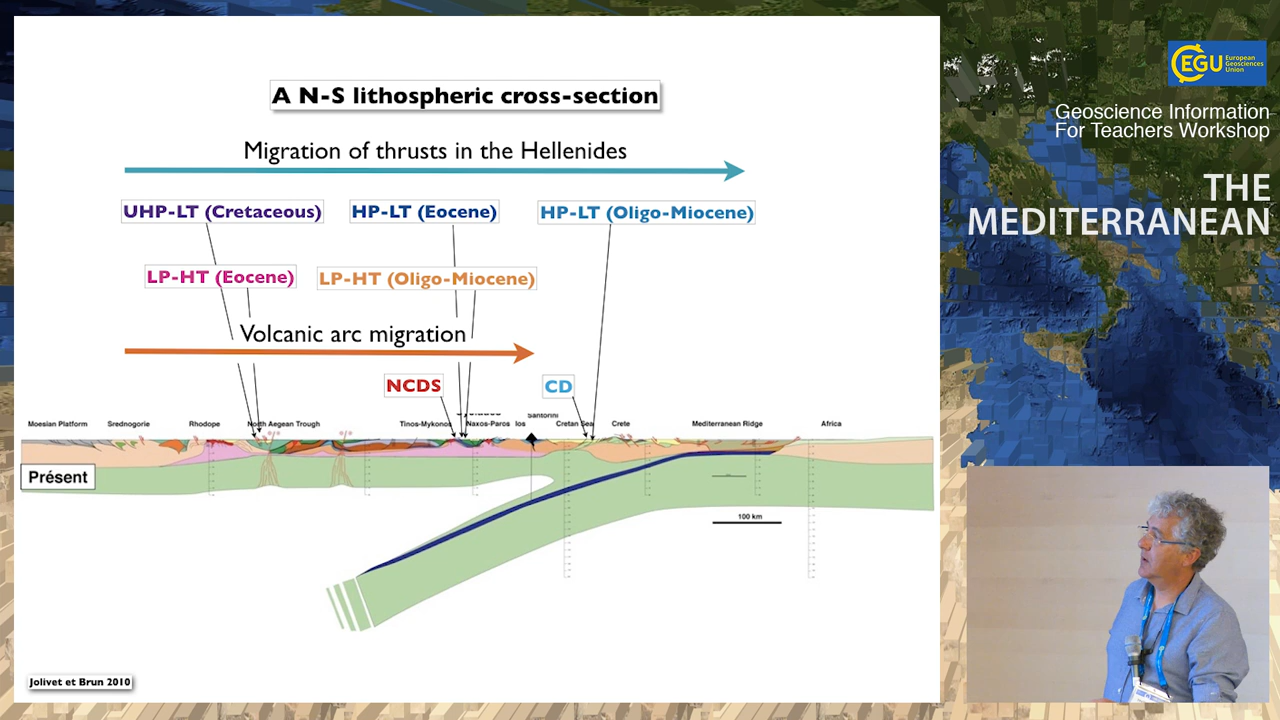 A N-S lithospheric cross-section
Migration of thrusts in the Hellenides
UHP-LT (Cretaceous) HP-LT (Eocene) HP-LT (Oligo-Miocene)
LP-HT (Eocene) LP-HT (Oligo-Miocene)
Volcanic arc migration
NCDS CD
Santorini
Moesian Platform Srednogorie Rhodope North Aegean Trough Tinos-Mykonos Naxos-Paros Ios Cretan Sea Crete Mediterranean Ridge Africa
Présent
100 km
Jolivet et Brun 2010
EGU European
Geosciences
Union
Geoscience Information
For Teachers Workshop
THE
MEDITERRANEAN